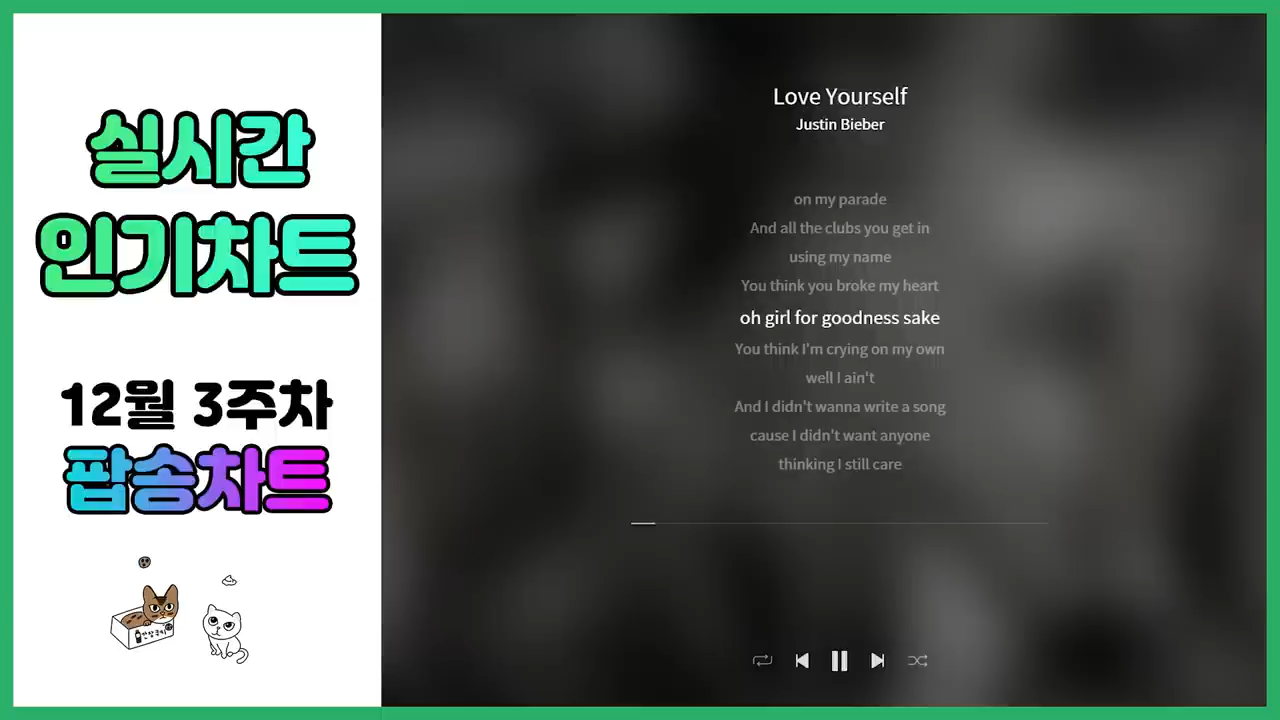 실시간
인기차트
12월 3주차
팝송차트
Love Yourself
Justin Bieber
on my parade
And all the clubs you get in
using my name
You think you broke my heart
oh girl for goodness sake
You think I'm crying on my own
well I ain't
And I didn't wanna write a song
cause I didn't want anyone
thinking I still care